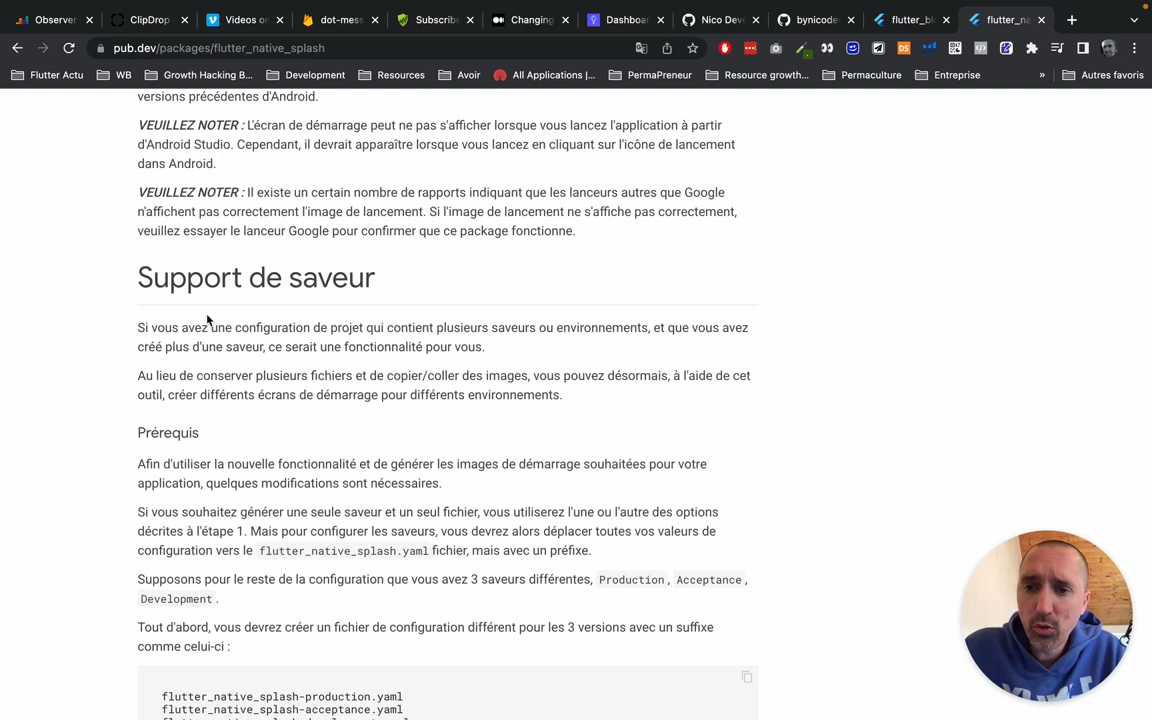 Observer
ClipDrop
Videos on
dot-mess
Subscribe
Changing
Dashboar
Nico Deve
bynicodev
flutter_bl
flutter_na
pub.dev/packages/flutter_native_splash
Flutter Actu
WB
Growth Hacking B...
Development
Resources
Avoir
All Applications |...
PermaPreneur
Resource growth...
Permaculture
Entreprise
»
Autres favoris
versions précédentes d'Android.
VEUILLEZ NOTER : L'écran de démarrage peut ne pas s'afficher lorsque vous lancez l'application à partir
d'Android Studio. Cependant, il devrait apparaître lorsque vous lancez en cliquant sur l'icône de lancement
dans Android.
VEUILLEZ NOTER : Il existe un certain nombre de rapports indiquant que les lanceurs autres que Google
n'affichent pas correctement l'image de lancement. Si l'image de lancement ne s'affiche pas correctement,
veuillez essayer le lanceur Google pour confirmer que ce package fonctionne.
Support de saveur
Si vous avez une configuration de projet qui contient plusieurs saveurs ou environnements, et que vous avez
créé plus d'une saveur, ce serait une fonctionnalité pour vous.
Au lieu de conserver plusieurs fichiers et de copier/coller des images, vous pouvez désormais, à l'aide de cet
outil, créer différents écrans de démarrage pour différents environnements.
Prérequis
Afin d'utiliser la nouvelle fonctionnalité et de générer les images de démarrage souhaitées pour votre
application, quelques modifications sont nécessaires.
Si vous souhaitez générer une seule saveur et un seul fichier, vous utiliserez l'une ou l'autre des options
décrites à l'étape 1. Mais pour configurer les saveurs, vous devrez alors déplacer toutes vos valeurs de
configuration vers le flutter_native_splash.yaml fichier, mais avec un préfixe.
Supposons pour le reste de la configuration que vous avez 3 saveurs différentes, Production, Acceptance,
Development.
Tout d'abord, vous devrez créer un fichier de configuration différent pour les 3 versions avec un suffixe
comme celui-ci :
flutter_native_splash-production.yaml
flutter_native_splash-acceptance.yaml